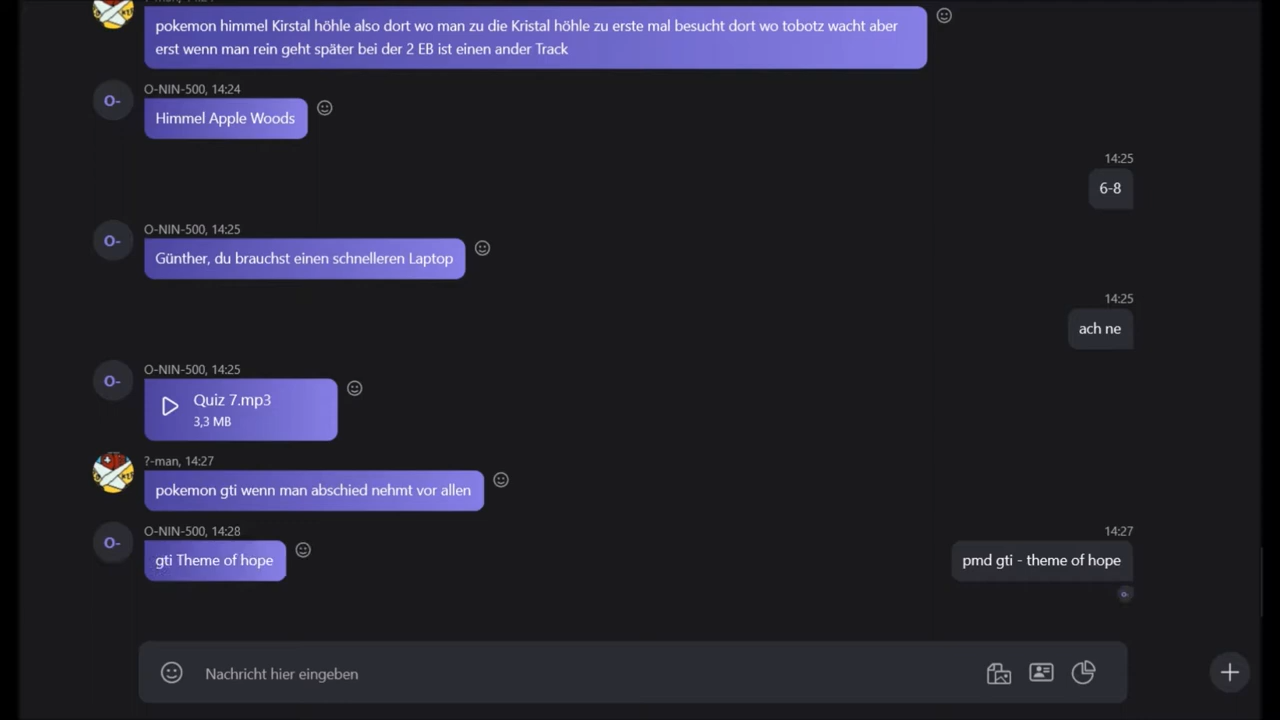 pokemon himmel Kirstal höhle also dort wo man zu die Kristal höhle zu erste mal besucht dort wo tobotz wacht aber
erst wenn man rein geht später bei der 2 EB ist einen ander Track
O-NIN-500, 14:24
O-
Himmel Apple Woods
14:25
6-8
O-NIN-500, 14:25
O-
Günther, du brauchst einen schnelleren Laptop
14:25
ach ne
O-NIN-500, 14:25
O-
Quiz 7.mp3
3,3 MB
?-man, 14:27
pokemon gti wenn man abschied nehmt vor allen
O-NIN-500, 14:28
O-
gti Theme of hope
14:27
pmd gti - theme of hope
O-
Nachricht hier eingeben